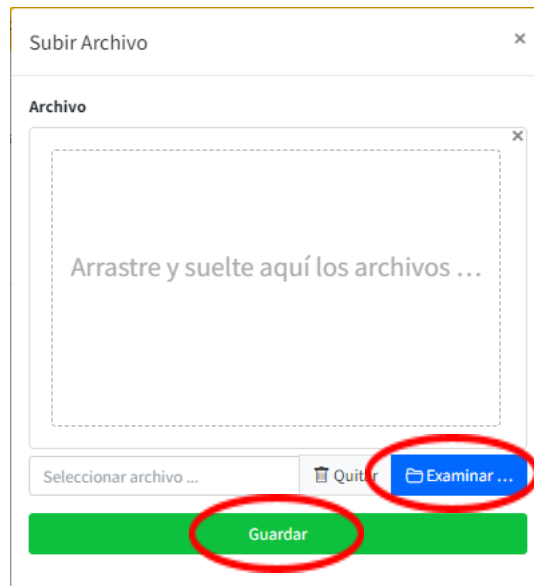 Subir Archivo ×
Archivo
×
Arrastre y suelte aquí los archivos ...
Seleccionar archivo ... Quitar Examinar ...
Guardar